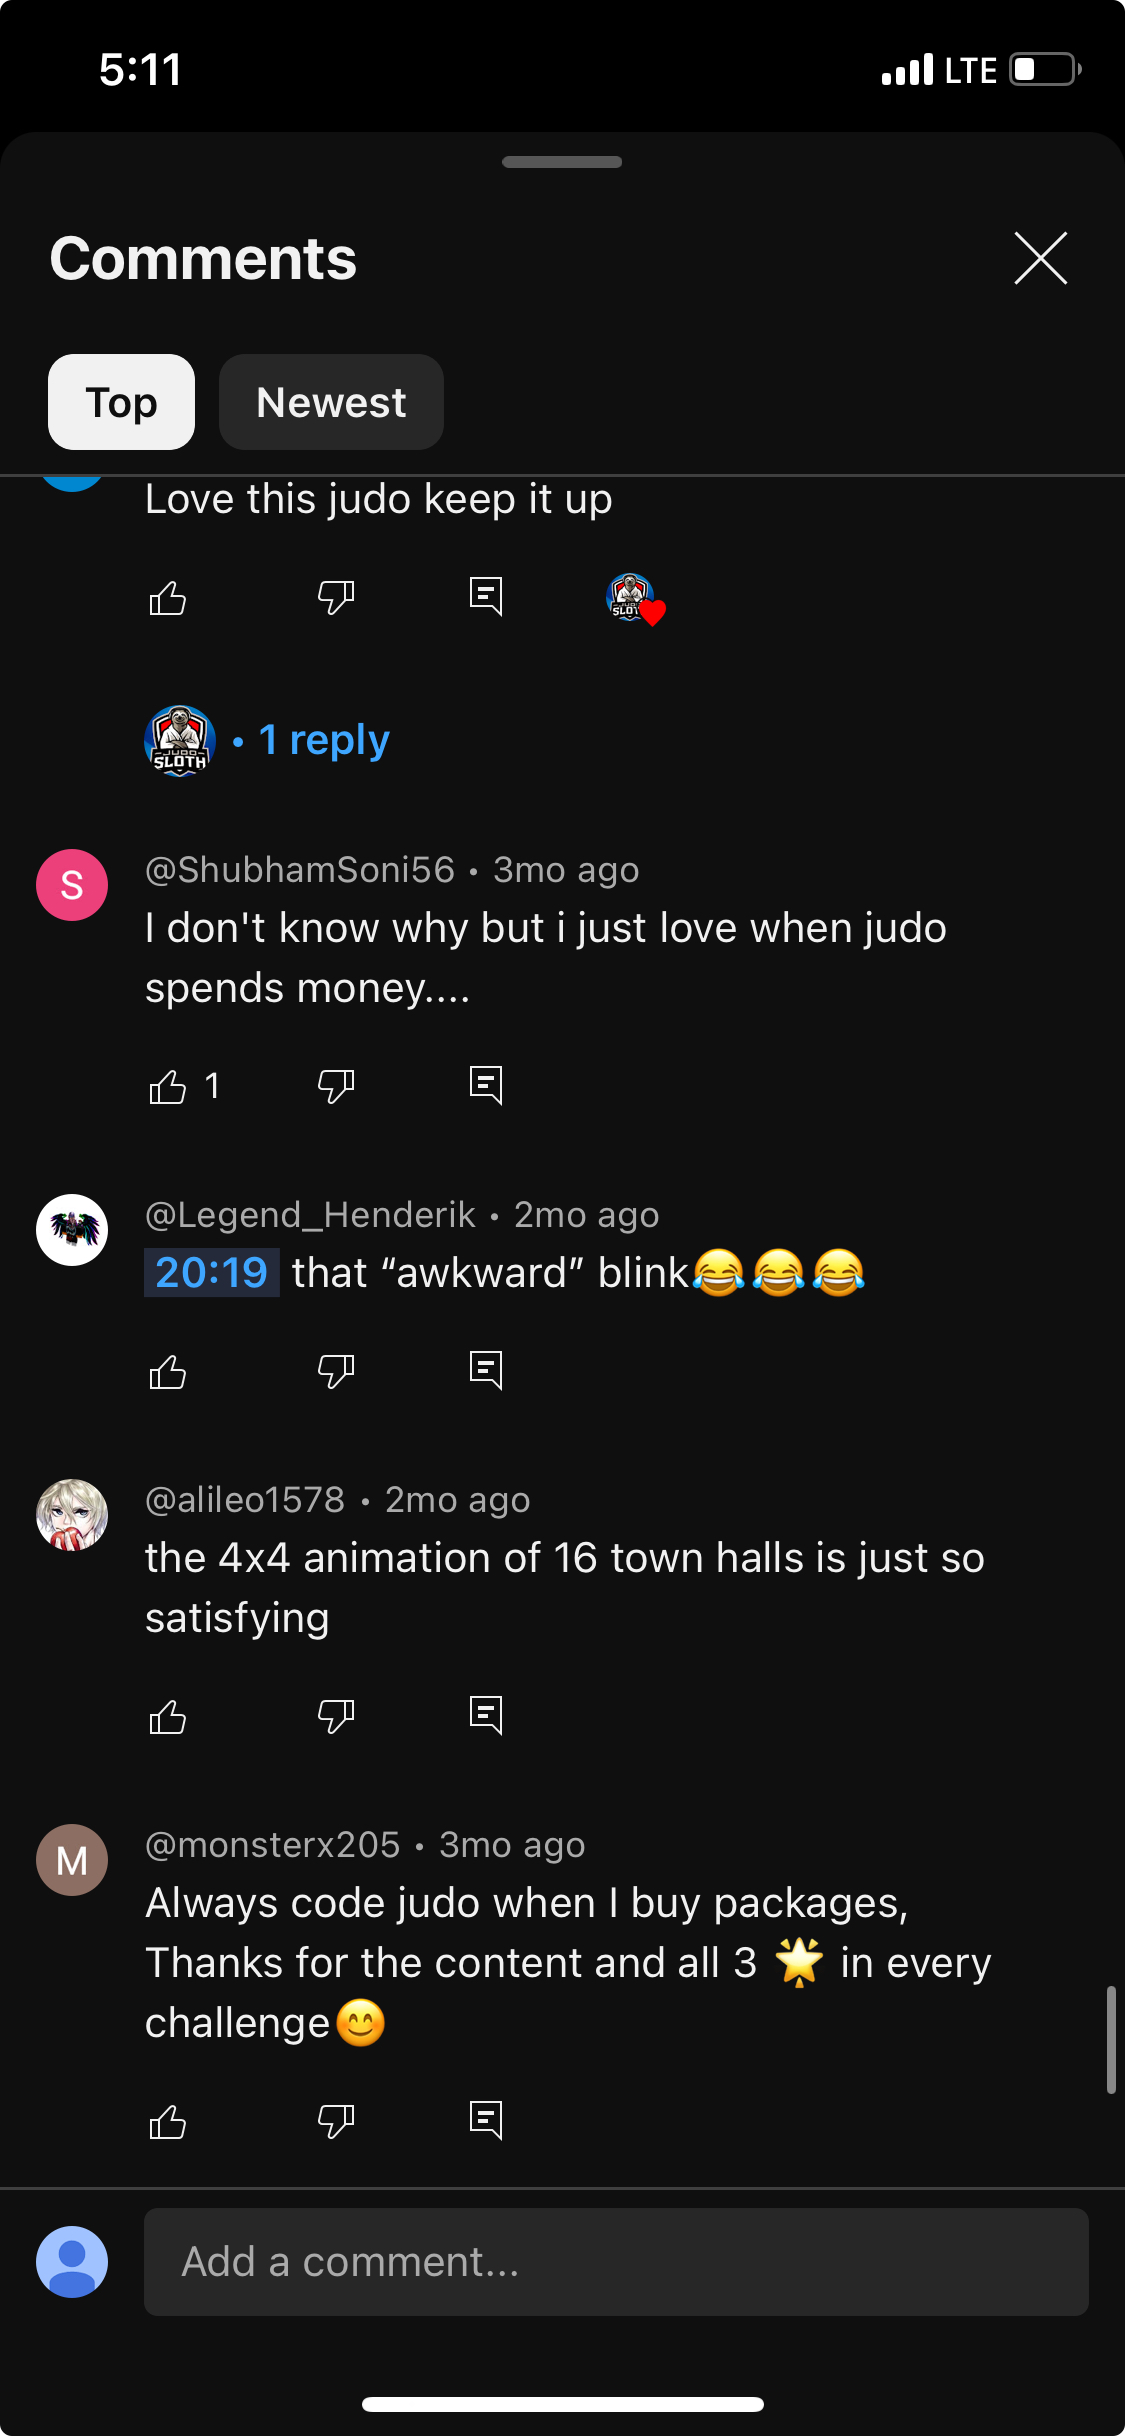 5:11
LTE
Comments
Top
Newest
Love this judo keep it up
JUDO
SLOTH
• 1 reply
S
@ShubhamSoni56 • 3mo ago
I don't know why but i just love when judo
spends money....
1
@Legend_Henderik • 2mo ago
20:19 that “awkward” blink😂😂😂
@alileo1578 • 2mo ago
the 4x4 animation of 16 town halls is just so
satisfying
M
@monsterx205 • 3mo ago
Always code judo when I buy packages,
Thanks for the content and all 3 🌟 in every
challenge😊
Add a comment...